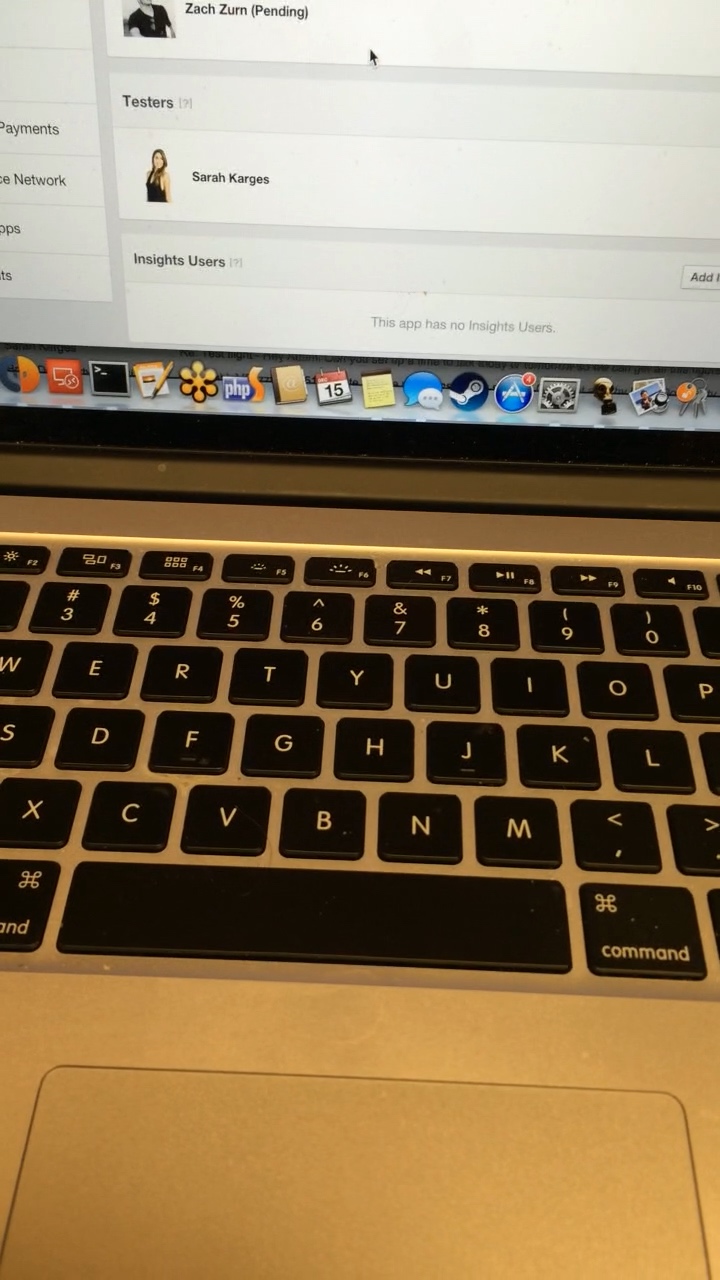 Zach Zurn (Pending)
Testers [?]
Payments
Sarah Karges
ce Network
pps
Insights Users [?]
Add I
ts
This app has no Insights Users.
>_
php
15
4
F2 F3 F4 F5 F6 F7 F8 F9 F10
# $ % ^ & * ( )
3 4 5 6 7 8 9 0
W E R T Y U I O P
S D F G H J K L
X C V B N M < >
, .
⌘ ⌘
and command